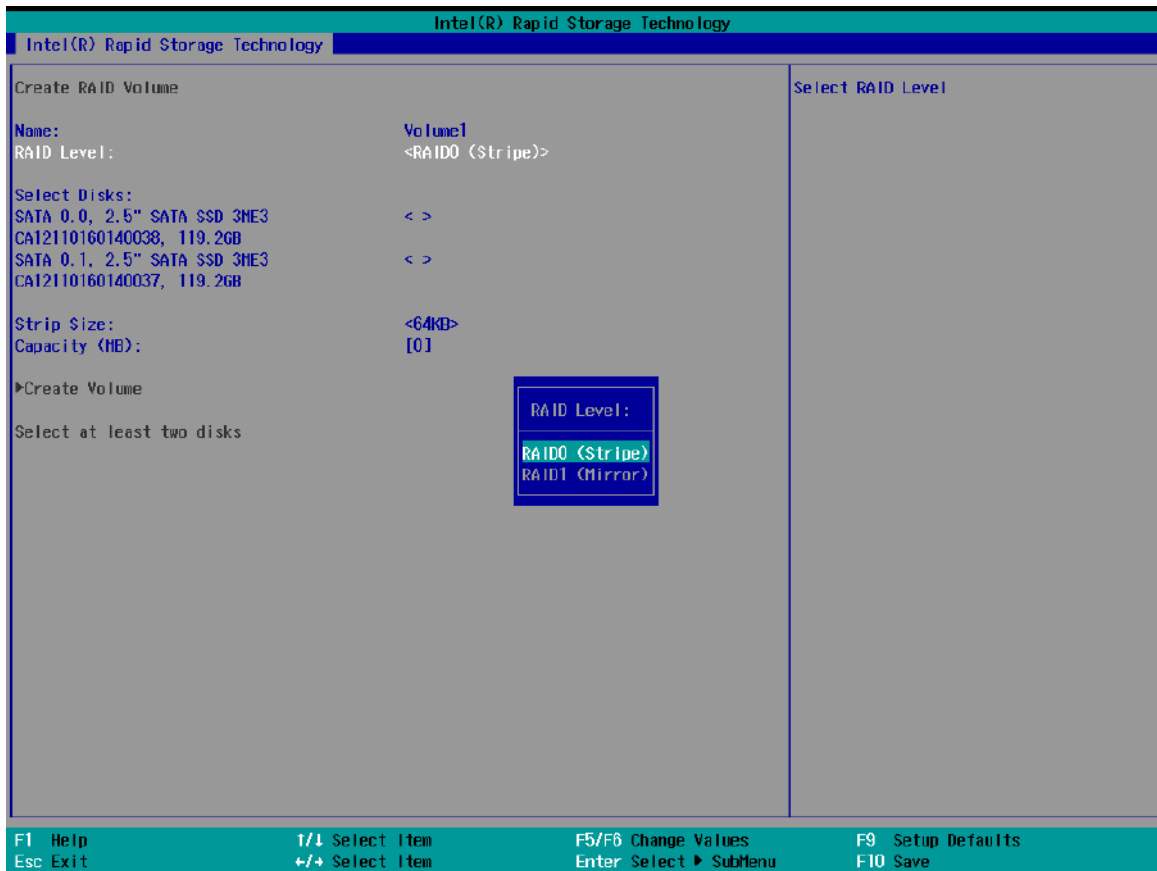 Intel(R) Rapid Storage Technology
Intel(R) Rapid Storage Technology
Create RAID Volume
Select RAID Level
Name: Volume1
RAID Level: <RAID0 (Stripe)>
Select Disks:
SATA 0.0, 2.5" SATA SSD 3ME3 < >
CA12110160140038, 119.2GB
SATA 0.1, 2.5" SATA SSD 3ME3 < >
CA12110160140037, 119.2GB
Strip Size: <64KB>
Capacity (MB): [0]
▶Create Volume
Select at least two disks
RAID Level:
RAID0 (Stripe)
RAID1 (Mirror)
F1 Help ↑/↓ Select Item F5/F6 Change Values F9 Setup Defaults
Esc Exit ←/→ Select Item Enter Select ▶ SubMenu F10 Save